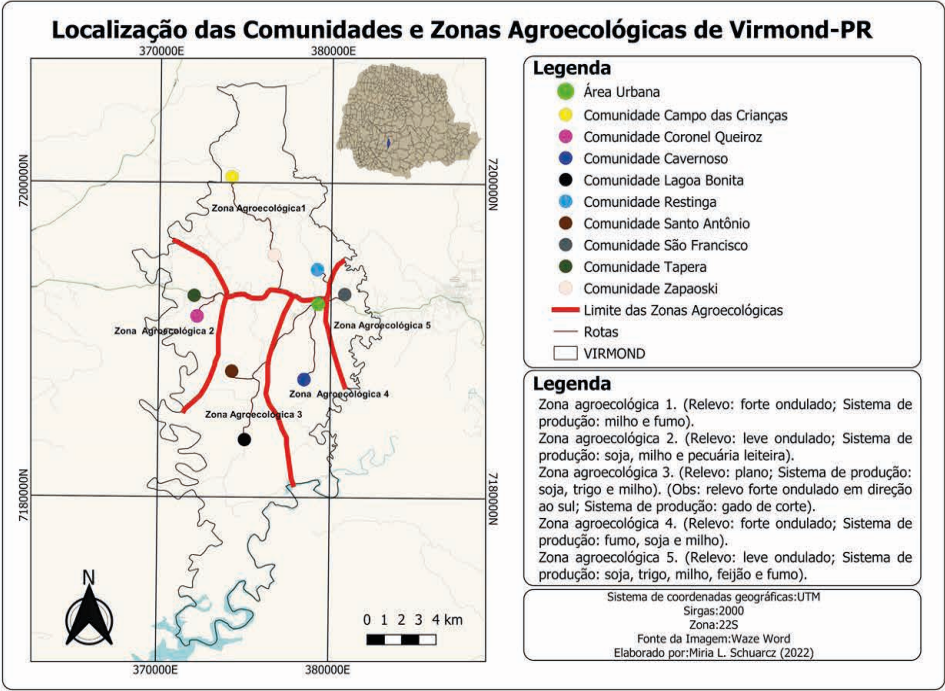 Localização das Comunidades e Zonas Agroecológicas de Virmond-PR
370000E
380000E
7200000N
7200000N
Zona Agroecológica1
Zona Agroecológica 2
Zona Agroecológica 5
Zona Agroecológica 4
Zona Agroecológica 3
7180000N
7180000N
N
0 1 2 3 4 km
370000E
380000E
Legenda
Área Urbana
Comunidade Campo das Crianças
Comunidade Coronel Queiroz
Comunidade Cavernoso
Comunidade Lagoa Bonita
Comunidade Restinga
Comunidade Santo Antônio
Comunidade São Francisco
Comunidade Tapera
Comunidade Zapaoski
Limite das Zonas Agroecológicas
Rotas
VIRMOND
Legenda
Zona agroecológica 1. (Relevo: forte ondulado; Sistema de
produção: milho e fumo).
Zona agroecológica 2. (Relevo: leve ondulado; Sistema de
produção: soja, milho e pecuária leiteira).
Zona agroecológica 3. (Relevo: plano; Sistema de produção:
soja, trigo e milho). (Obs: relevo forte ondulado em direção
ao sul; Sistema de produção: gado de corte).
Zona agroecológica 4. (Relevo: forte ondulado; Sistema de
produção: fumo, soja e milho).
Zona agroecológica 5. (Relevo: leve ondulado; Sistema de
produção: soja, trigo, milho, feijão e fumo).
Sistema de coordenadas geográficas:UTM
Sirgas:2000
Zona:22S
Fonte da Imagem:Waze Word
Elaborado por:Miria L. Schuarcz (2022)